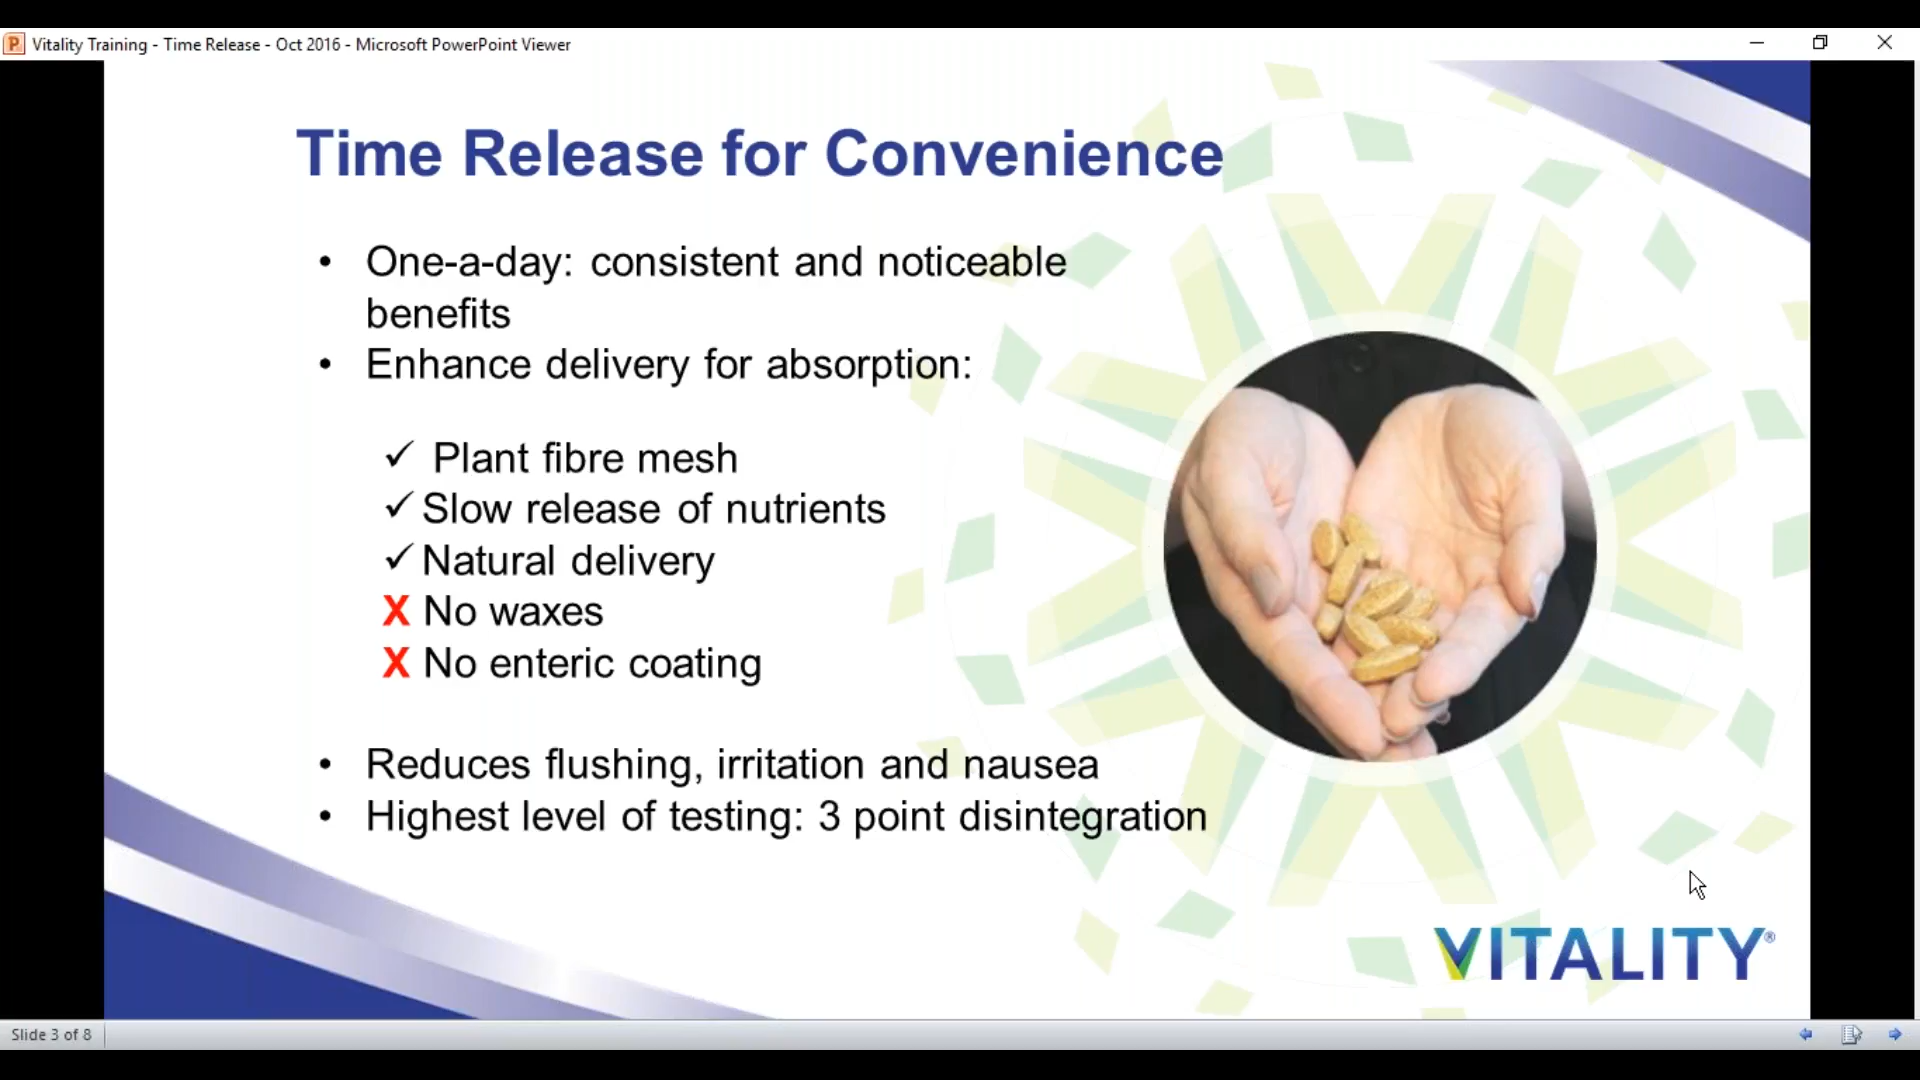 Vitality Training - Time Release - Oct 2016 - Microsoft PowerPoint Viewer
Time Release for Convenience
• One-a-day: consistent and noticeable
benefits
• Enhance delivery for absorption:
✓ Plant fibre mesh
✓ Slow release of nutrients
✓ Natural delivery
X No waxes
X No enteric coating
• Reduces flushing, irritation and nausea
• Highest level of testing: 3 point disintegration
VITALITY®
Slide 3 of 8